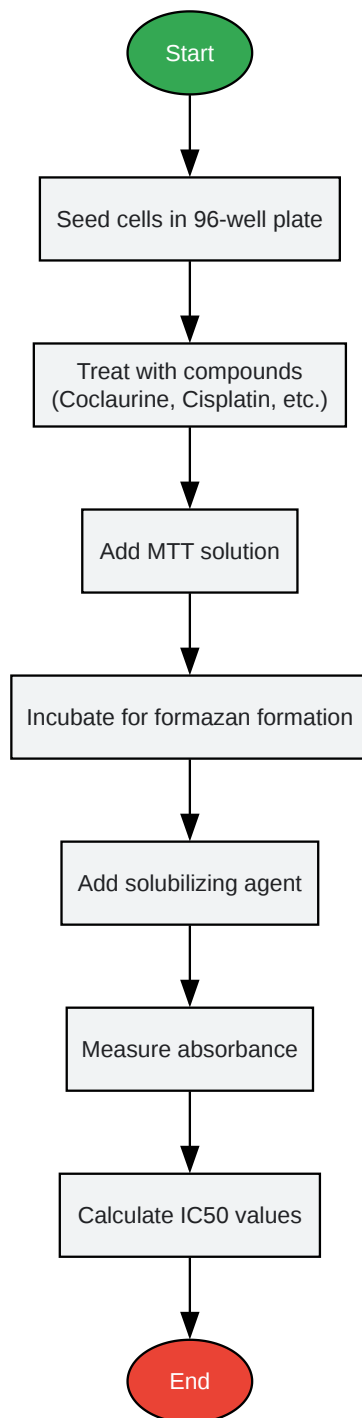 Start
Seed cells in 96-well plate
Treat with compounds
(Coclaurine, Cisplatin, etc.)
Add MTT solution
Incubate for formazan formation
Add solubilizing agent
Measure absorbance
Calculate IC50 values
End